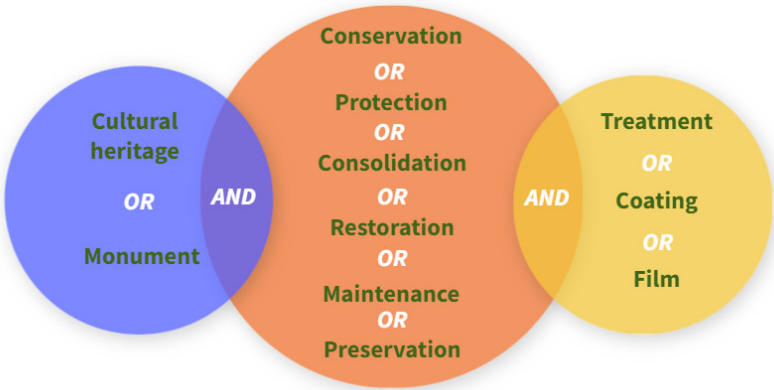 Cultural
heritage
OR
Monument
AND
Conservation
OR
Protection
OR
Consolidation
OR
Restoration
OR
Maintenance
OR
Preservation
AND
Treatment
OR
Coating
OR
Film